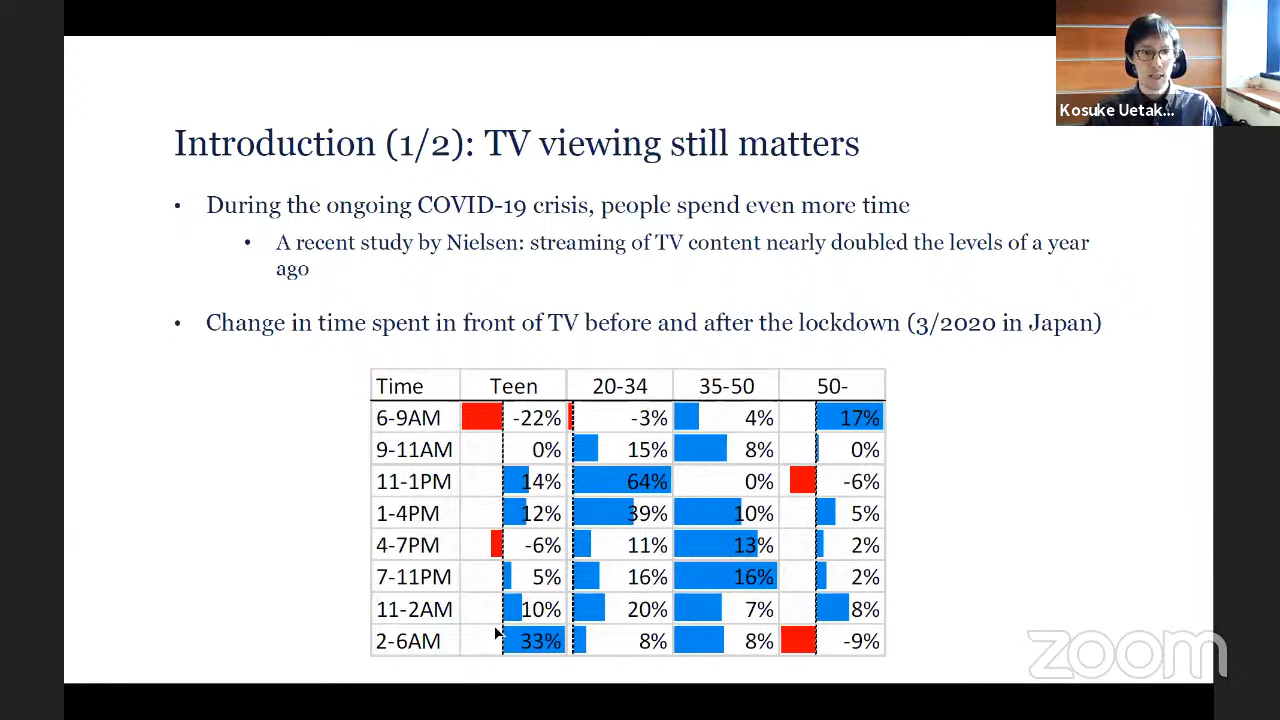 Kosuke Uetak...
Introduction (1/2): TV viewing still matters
• During the ongoing COVID-19 crisis, people spend even more time
• A recent study by Nielsen: streaming of TV content nearly doubled the levels of a year
ago
• Change in time spent in front of TV before and after the lockdown (3/2020 in Japan)
Time Teen 20-34 35-50 50-
6-9AM -22% -3% 4% 17%
9-11AM 0% 15% 8% 0%
11-1PM 14% 64% 0% -6%
1-4PM 12% 39% 10% 5%
4-7PM -6% 11% 13% 2%
7-11PM 5% 16% 16% 2%
11-2AM 10% 20% 7% 8%
2-6AM 33% 8% 8% -9%
zoom